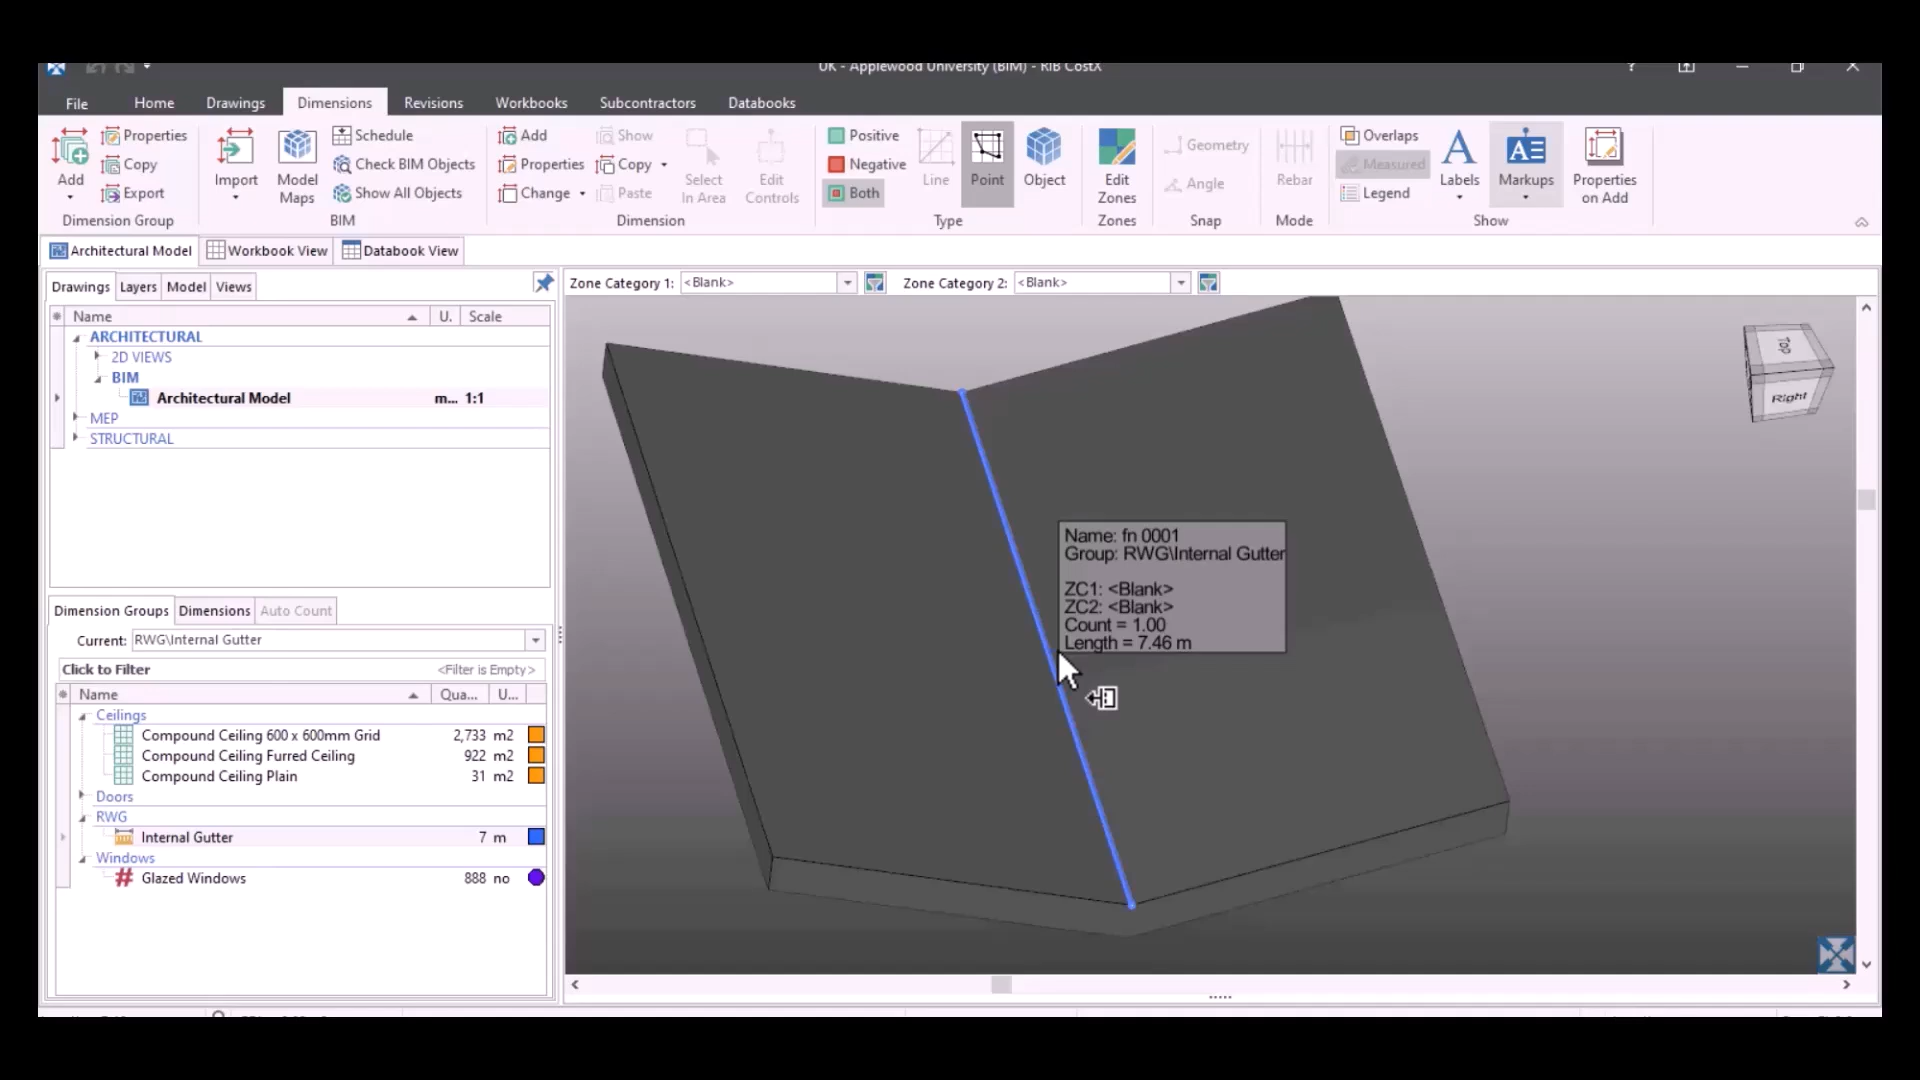 UK - Applewood University (BIM) - RIB CostX
File Home Drawings Dimensions Revisions Workbooks Subcontractors Databooks
Add
Properties
Copy
Export
Dimension Group
Import
Model Maps
Schedule
Check BIM Objects
Show All Objects
BIM
Add
Properties
Change
Show
Copy
Paste
Select In Area
Edit Controls
Dimension
Positive
Negative
Both
Line
Point
Object
Type
Edit Zones
Zones
Geometry
Angle
Snap
Rebar
Mode
Overlaps
Measured
Legend
Labels
Markups
Properties on Add
Show
Architectural Model Workbook View Databook View
Drawings Layers Model Views
Zone Category 1: <Blank> Zone Category 2: <Blank>
Name U. Scale
ARCHITECTURAL
2D VIEWS
BIM
Architectural Model m... 1:1
MEP
STRUCTURAL
Top
Right
Name: fn 0001
Group: RWG\Internal Gutter
ZC1: <Blank>
ZC2: <Blank>
Count = 1.00
Length = 7.46 m
Dimension Groups Dimensions Auto Count
Current: RWG\Internal Gutter
Click to Filter <Filter is Empty>
Name Qua... U...
Ceilings
Compound Ceiling 600 x 600mm Grid 2,733 m2
Compound Ceiling Furred Ceiling 922 m2
Compound Ceiling Plain 31 m2
Doors
RWG
Internal Gutter 7 m
Windows
Glazed Windows 888 no